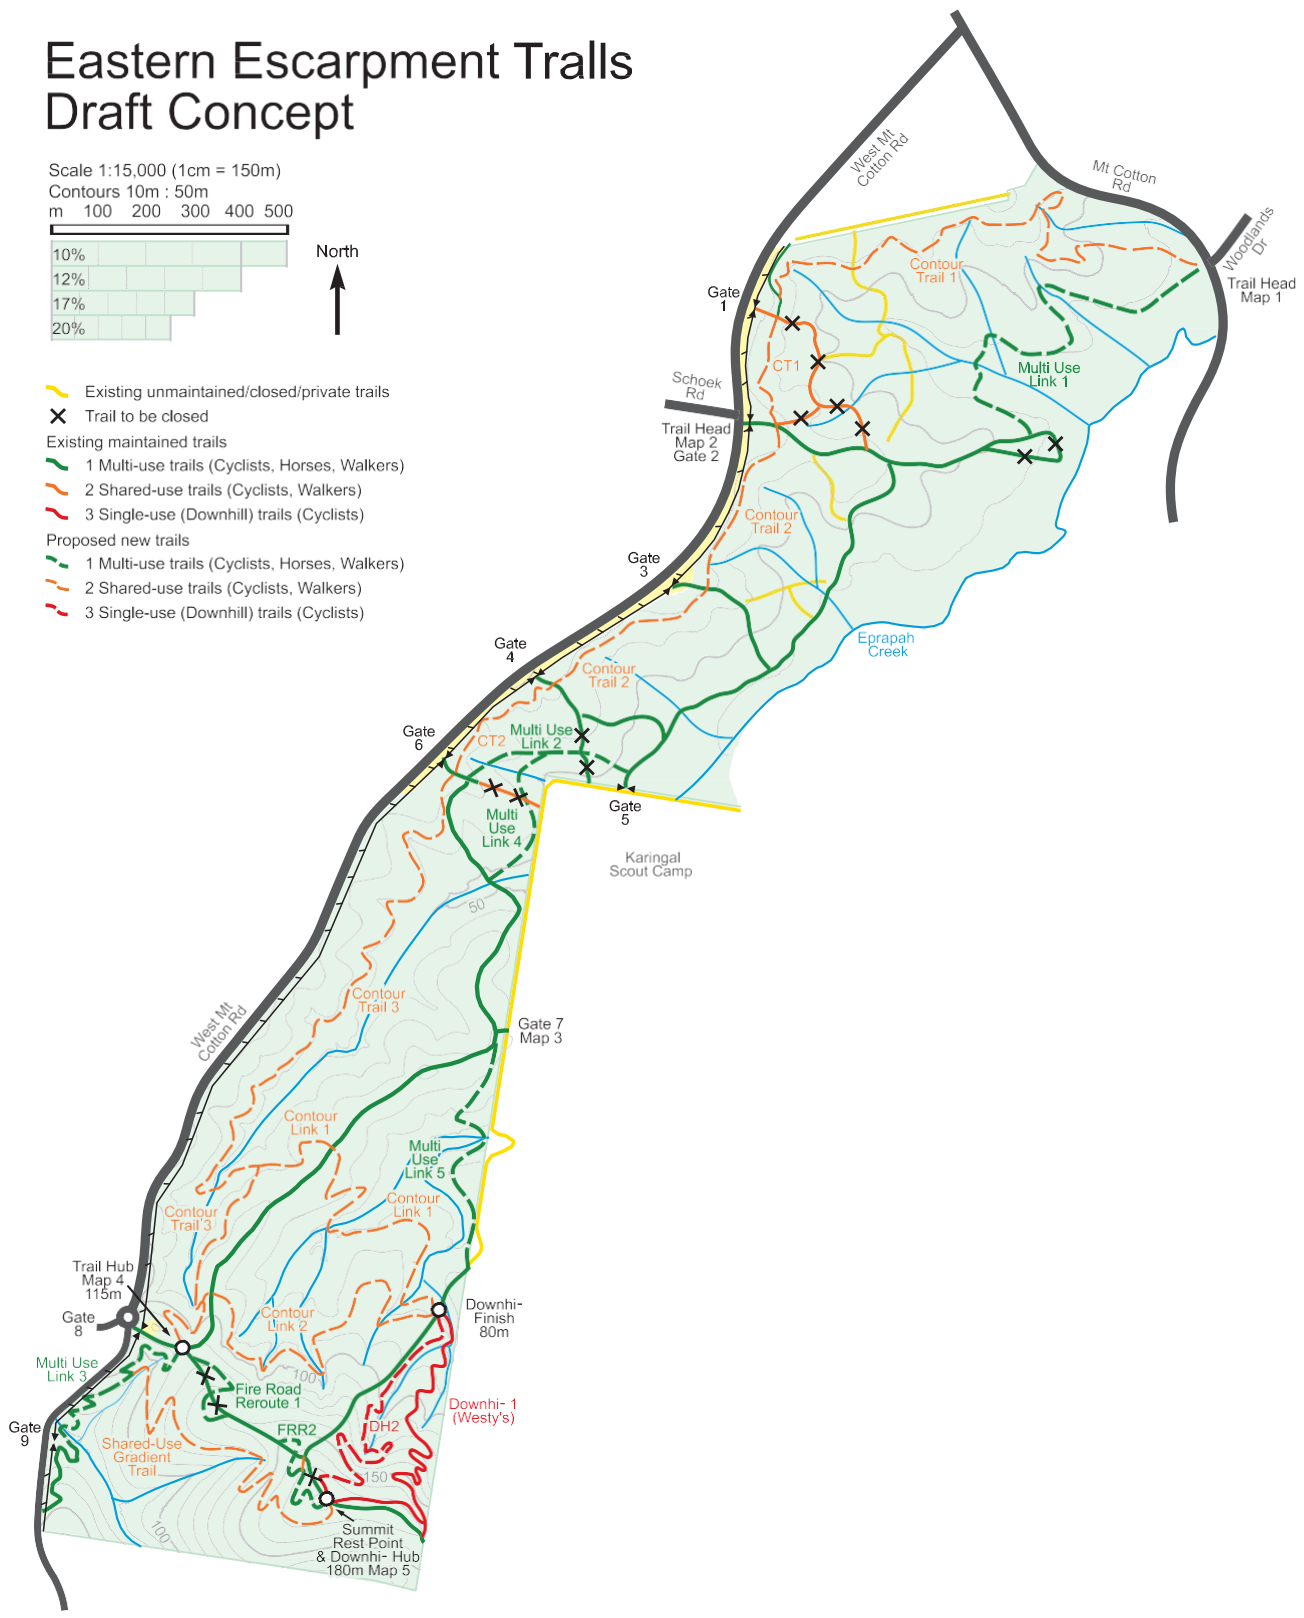 Eastern Escarpment Tralls
Draft Concept
Scale 1:15,000 (1cm = 150m)
Contours 10m : 50m
m 100 200 300 400 500
10%
12%
17%
20%
North
Existing unmaintained/closed/private trails
Trail to be closed
Existing maintained trails
1 Multi-use trails (Cyclists, Horses, Walkers)
2 Shared-use trails (Cyclists, Walkers)
3 Single-use (Downhill) trails (Cyclists)
Proposed new trails
1 Multi-use trails (Cyclists, Horses, Walkers)
2 Shared-use trails (Cyclists, Walkers)
3 Single-use (Downhill) trails (Cyclists)
West Mt
Cotton Rd
Mt Cotton
Rd
Woodlands
Dr
Trail Head
Map 1
Contour
Trail 1
Gate
1
CT1
Multi Use
Link 1
Schoek
Rd
Trail Head
Map 2
Gate 2
Contour
Trail 2
Gate
3
Eprapah
Creek
Gate
4
Contour
Trail 2
Gate
6
CT2
Multi Use
Link 2
Multi
Use
Link 4
Gate
5
Karingal
Scout Camp
50
Contour
Trail 3
West Mt
Cotton Rd
Gate 7
Map 3
Contour
Link 1
Multi
Use
Link 5
Contour
Link 1
Contour
Trail 3
Trail Hub
Map 4
115m
Gate
8
Contour
Link 2
Downhi-
Finish
80m
Multi Use
Link 3
100
Fire Road
Reroute 1
Downhi- 1
(Westy's)
Gate
9
FRR2
DH2
Shared-Use
Gradient
Trail
150
100
Summit
Rest Point
& Downhi- Hub
180m Map 5